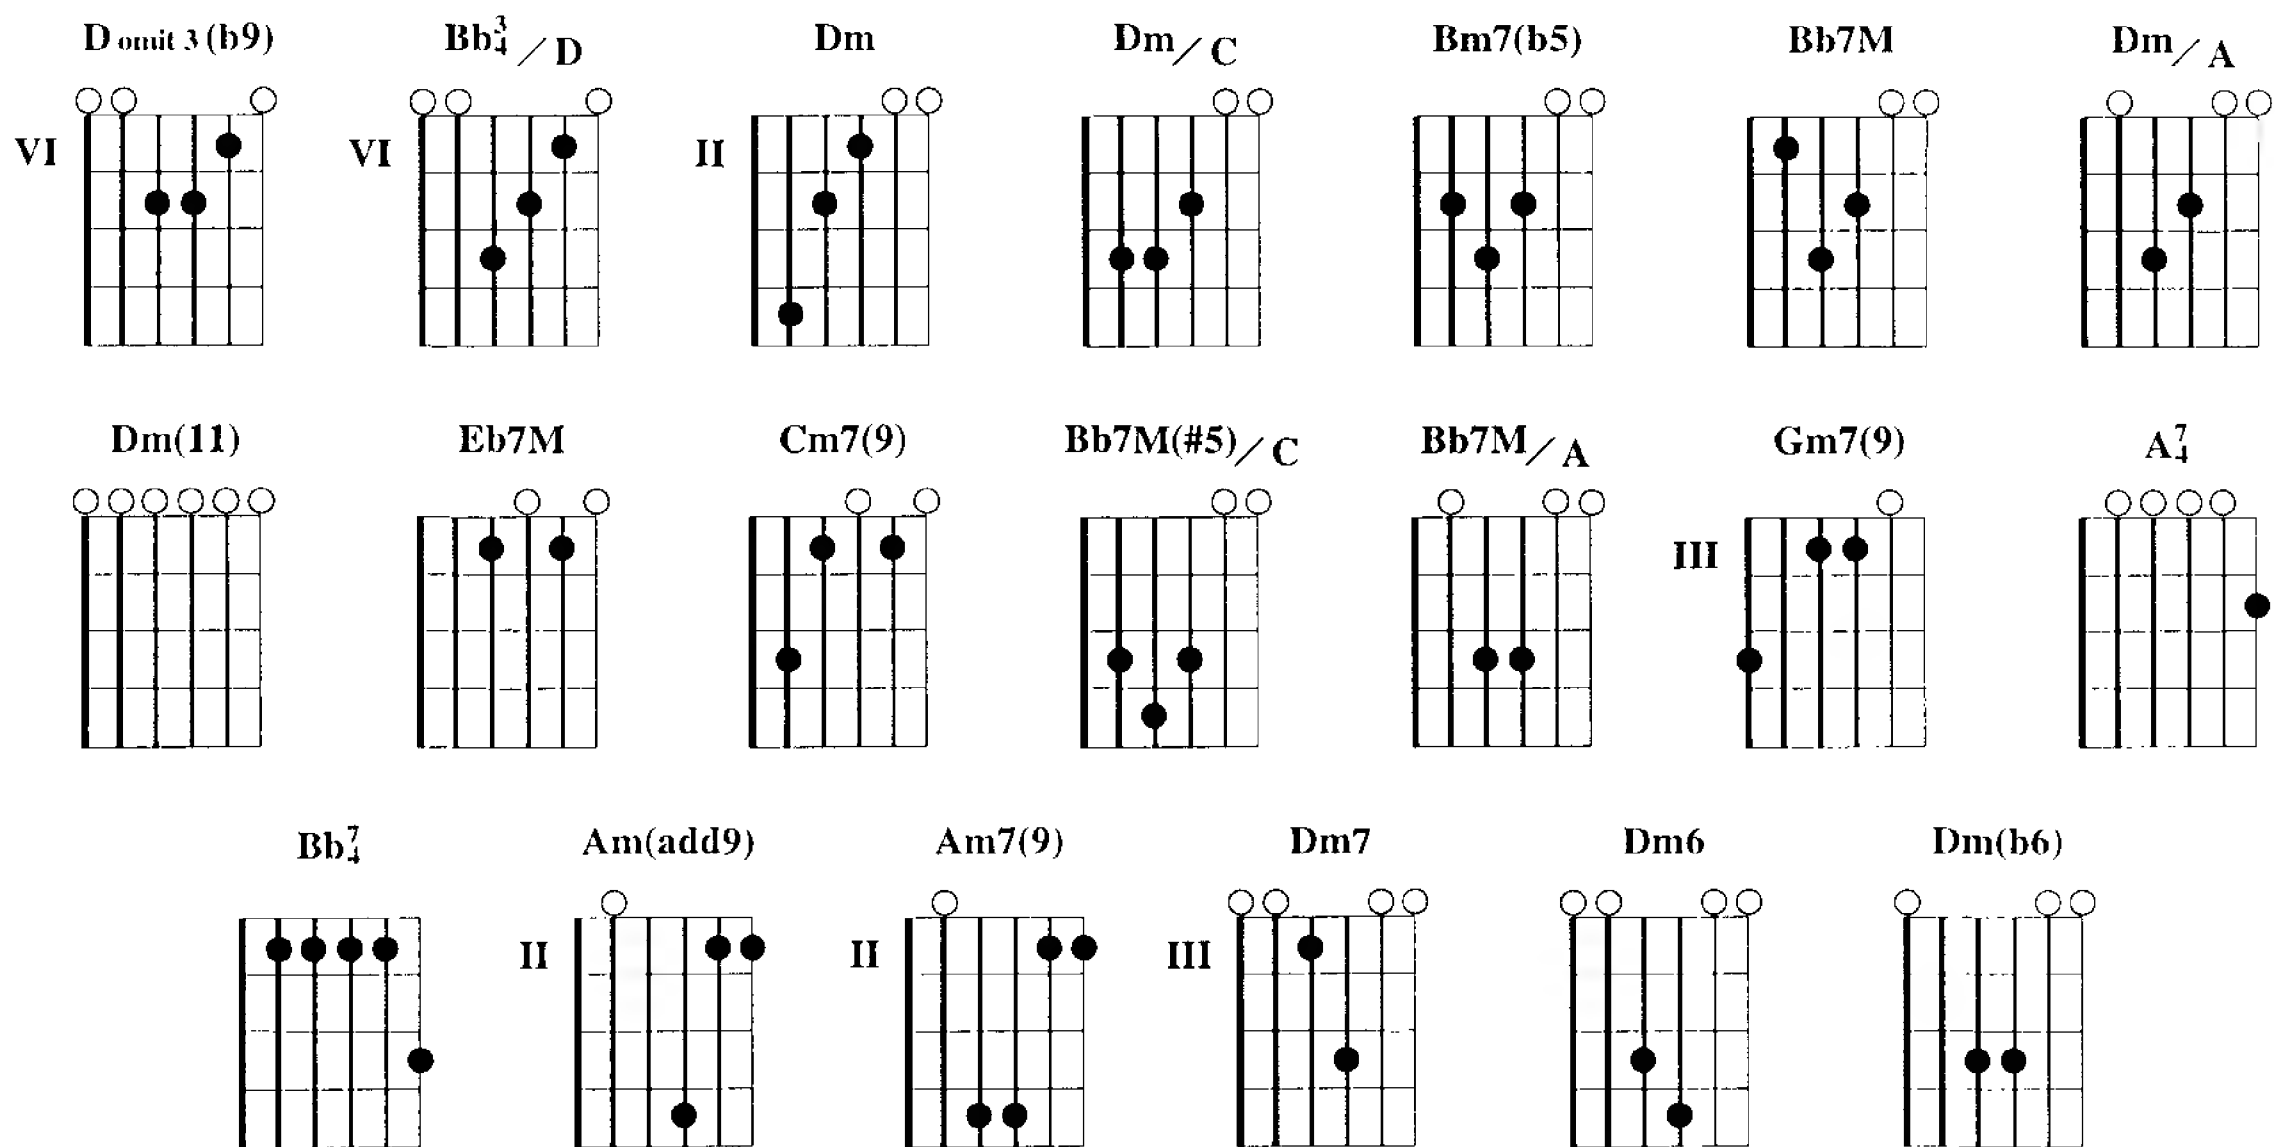 D omit 3 (b9) Bb3/4 / D Dm Dm / C Bm7(b5) Bb7M Dm / A
VI VI II
Dm(11) Eb7M Cm7(9) Bb7M(#5) / C Bb7M / A Gm7(9) A7/4
III
Bb7/4 Am(add9) Am7(9) Dm7 Dm6 Dm(b6)
II II III